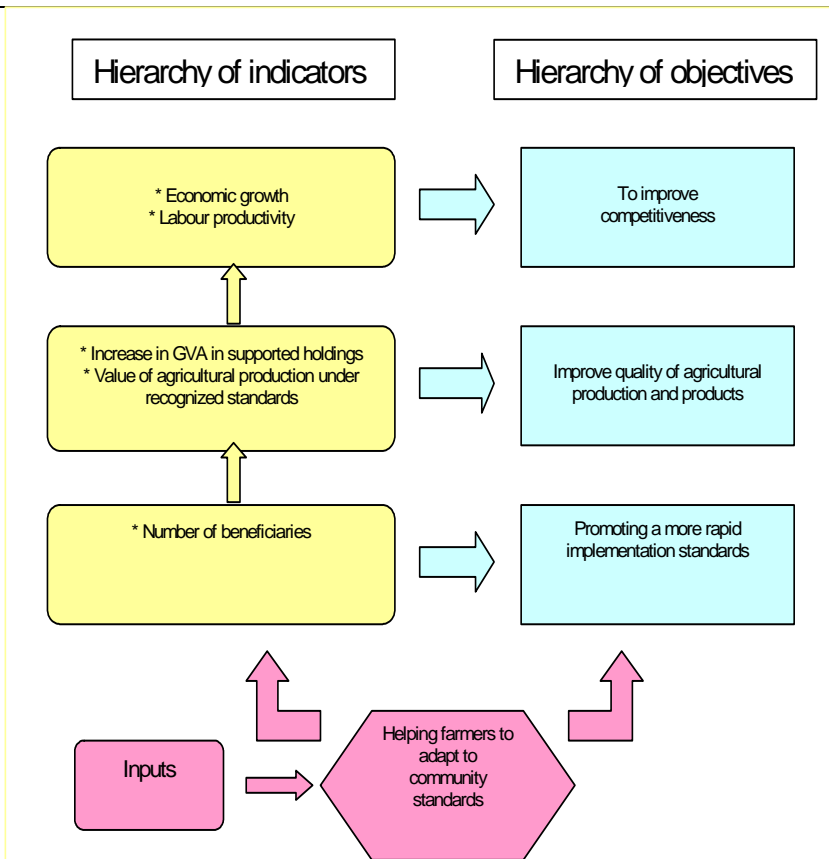 Hierarchy of indicators
Hierarchy of objectives
* Economic growth
* Labour productivity
To improve
competitiveness
* Increase in GVA in supported holdings
* Value of agricultural production under
recognized standards
Improve quality of agricultural
production and products
* Number of beneficiaries
Promoting a more rapid
implementation standards
Inputs
Helping farmers to
adapt to
community
standards